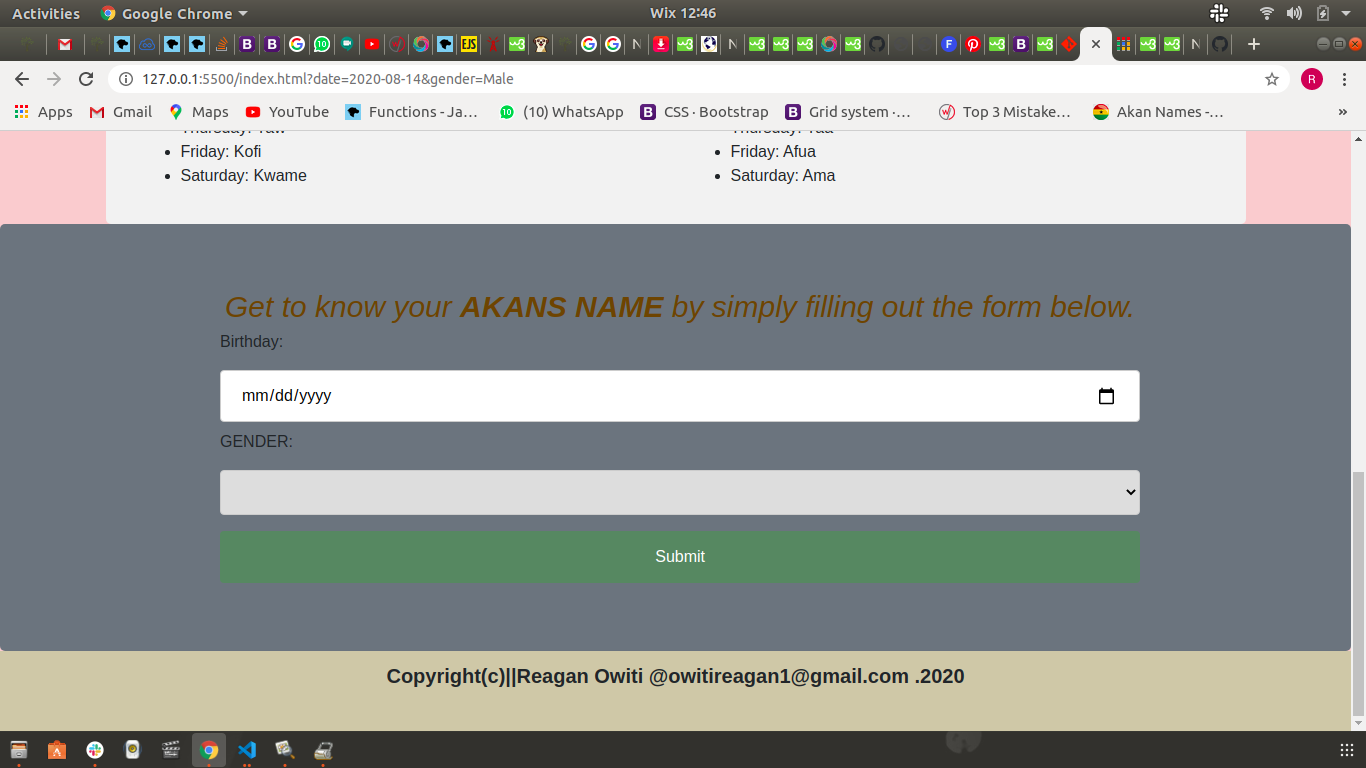 Activities Google Chrome Wix 12:46
127.0.0.1:5500/index.html?date=2020-08-14&gender=Male
Apps Gmail Maps YouTube Functions - Ja… (10) WhatsApp CSS · Bootstrap Grid system ·… Top 3 Mistake… Akan Names -… »
Thursday: Yaw Thursday: Yaa
Friday: Kofi Friday: Afua
Saturday: Kwame Saturday: Ama
Get to know your AKANS NAME by simply filling out the form below.
Birthday:
mm/dd/yyyy
GENDER:
Submit
Copyright(c)||Reagan Owiti @owitireagan1@gmail.com .2020